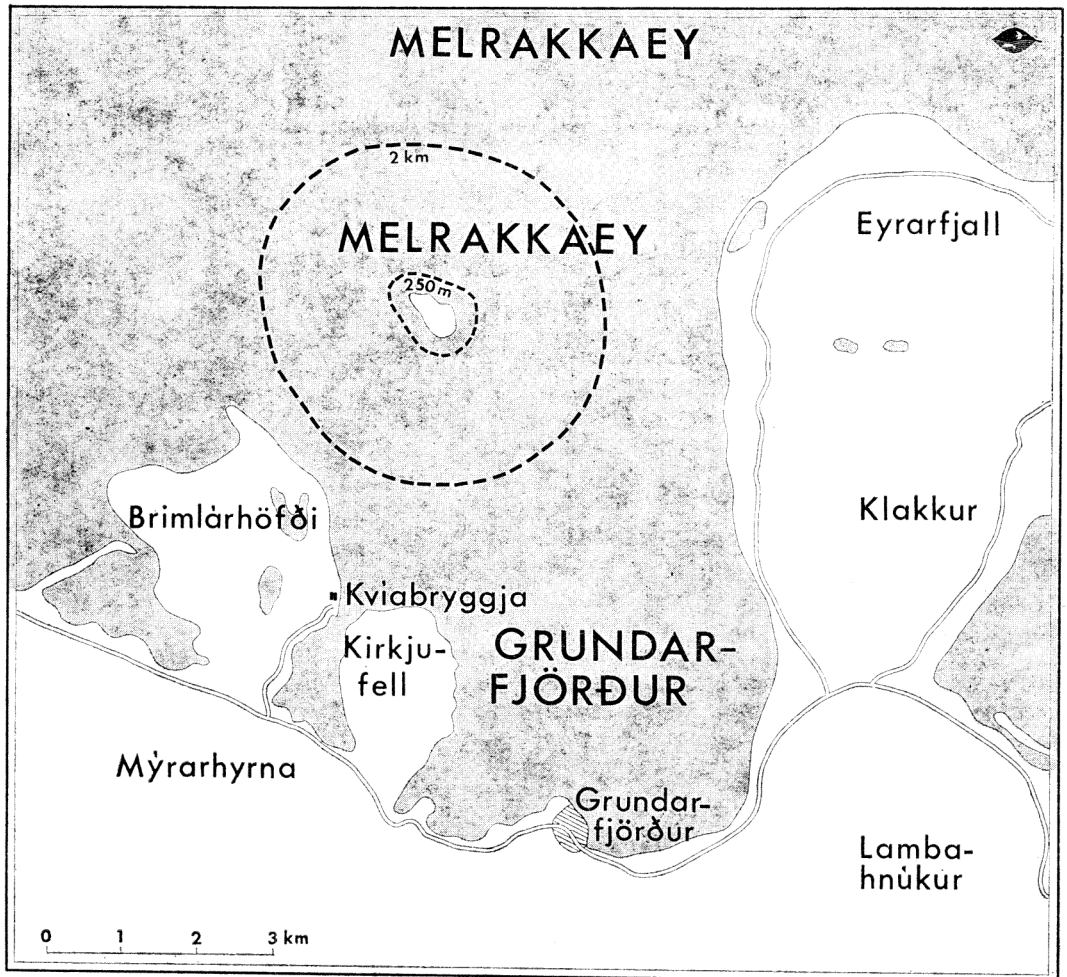 MELRAKKAEY
2 km
MELRAKKAEY
250 m
Eyrarfjall
Brimlárhöfði
Klakkur
Kvíabryggja
Kirkju-
fell
GRUNDAR-
FJÖRÐUR
Mýrarhyrna
Grundar-
fjörður
Lamba-
hnúkur
0 1 2 3 km